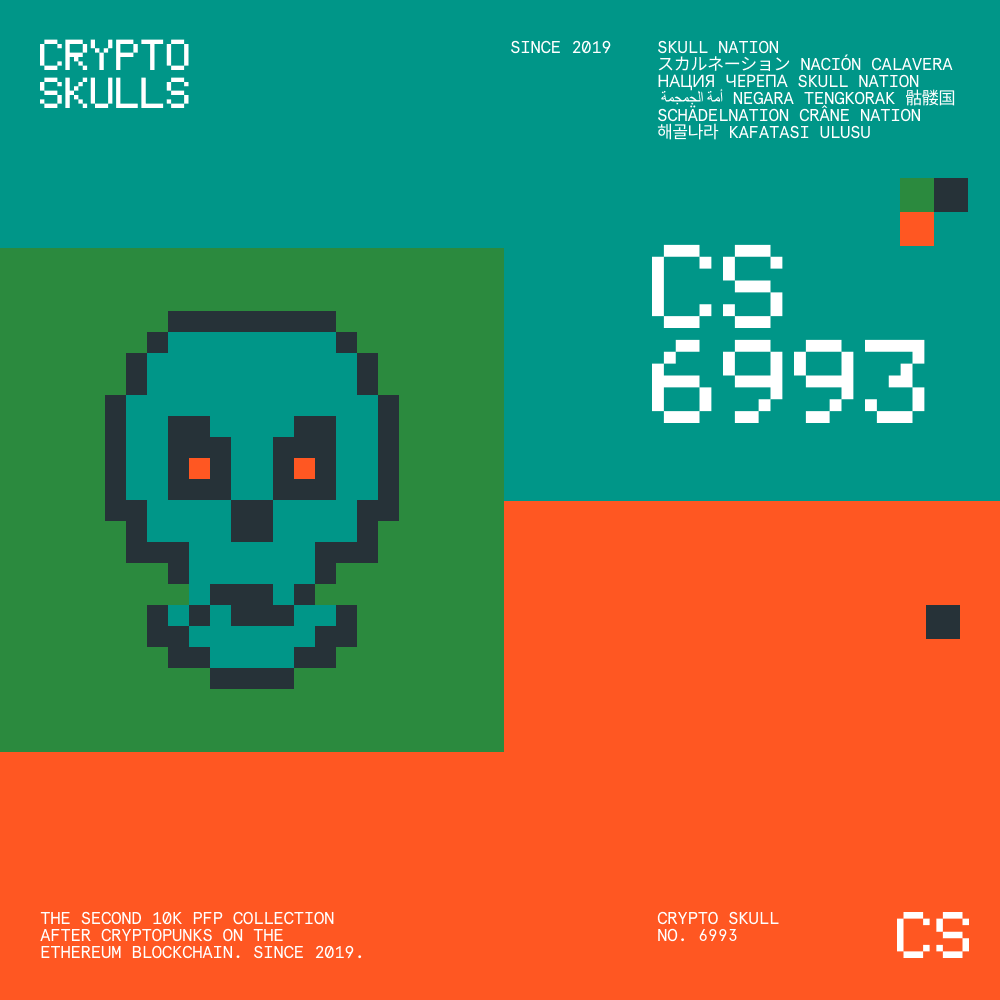 CRYPTO
SKULLS
SINCE 2019
SKULL NATION
スカルネーション NACIÓN CALAVERA
НАЦИЯ ЧЕРЕПА SKULL NATION
أمة الجمجمة NEGARA TENGKORAK 骷髅国
SCHÄDELNATION CRÂNE NATION
해골나라 KAFATASI ULUSU
CS
6993
THE SECOND 10K PFP COLLECTION
AFTER CRYPTOPUNKS ON THE
ETHEREUM BLOCKCHAIN. SINCE 2019.
CRYPTO SKULL
NO. 6993
CS